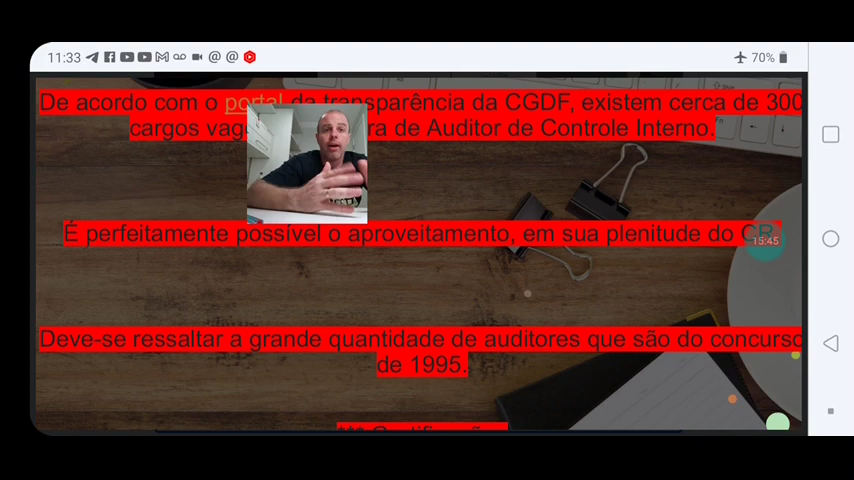 11:33
70%
De acordo com o portal da transparência da CGDF, existem cerca de 300
cargos de Auditor de Controle Interno.
É perfeitamente possível o aproveitamento, em sua plenitude do CR
15:45
Deve-se ressaltar a grande quantidade de auditores que são do concurso
de 1995.